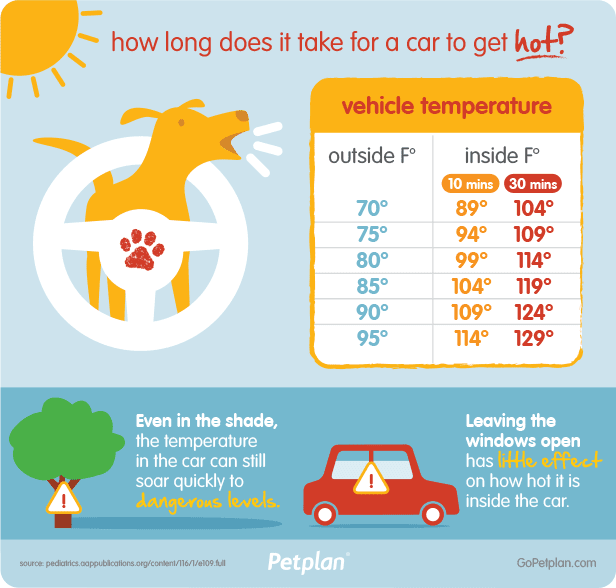 how long does it take for a car to get hot?
vehicle temperature
outside F° inside F°
10 mins 30 mins
70° 89° 104°
75° 94° 109°
80° 99° 114°
85° 104° 119°
90° 109° 124°
95° 114° 129°
Even in the shade,
the temperature
in the car can still
soar quickly to
dangerous levels.
!
Leaving the
windows open
has little effect
on how hot it is
inside the car.
!
source: pediatrics.aappublications.org/content/116/1/e109.full
Petplan®
GoPetplan.com